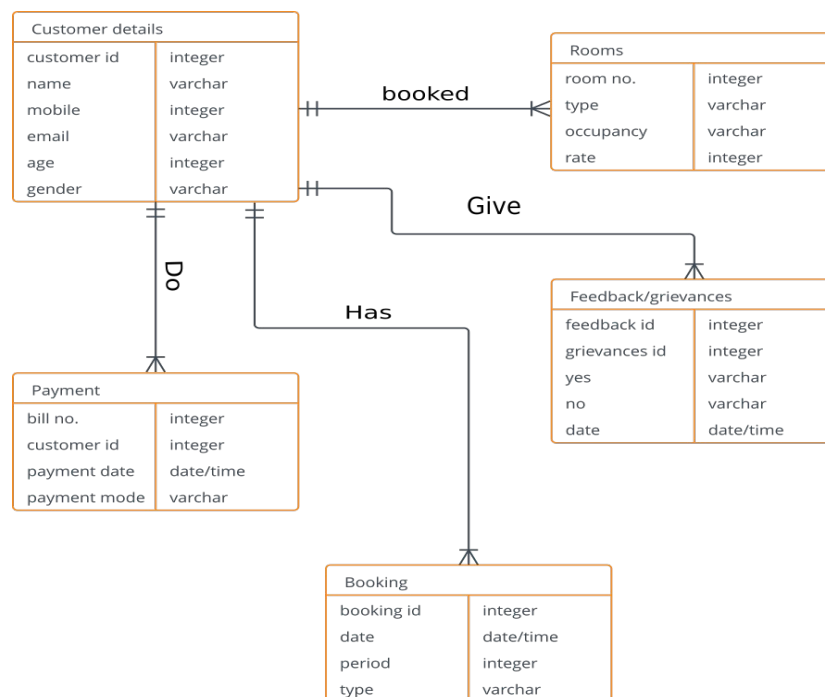 Customer details
customer id integer
name varchar
mobile integer
email varchar
age integer
gender varchar
booked
Rooms
room no. integer
type varchar
occupancy varchar
rate integer
Give
Do
Has
Feedback/grievances
feedback id integer
grievances id integer
yes varchar
no varchar
date date/time
Payment
bill no. integer
customer id integer
payment date date/time
payment mode varchar
Booking
booking id integer
date date/time
period integer
type varchar